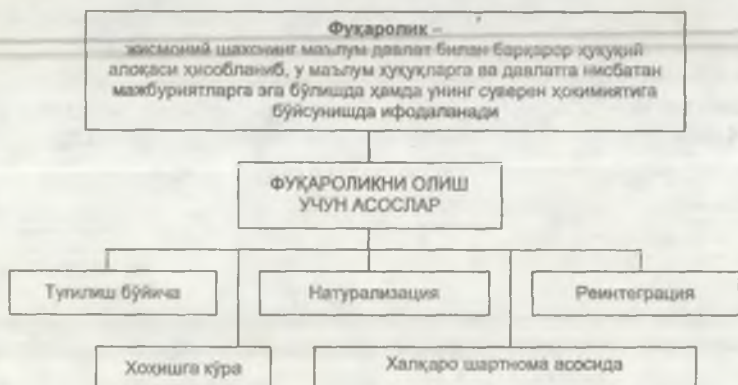 Фуқаролик –
жисмоний шахснинг маълум давлат билан барқарор ҳуқуқий
алоқаси ҳисобланиб, у маълум ҳуқуқларга ва давлатга нисбатан
мажбуриятларга эга бўлишда ҳамда унинг суверен ҳокимиятига
бўйсунишда ифодаланади
ФУҚАРОЛИКНИ ОЛИШ
УЧУН АСОСЛАР
Туғилиш бўйича
Натурализация
Реинтеграция
Хоҳишга кўра
Халқаро шартнома асосида